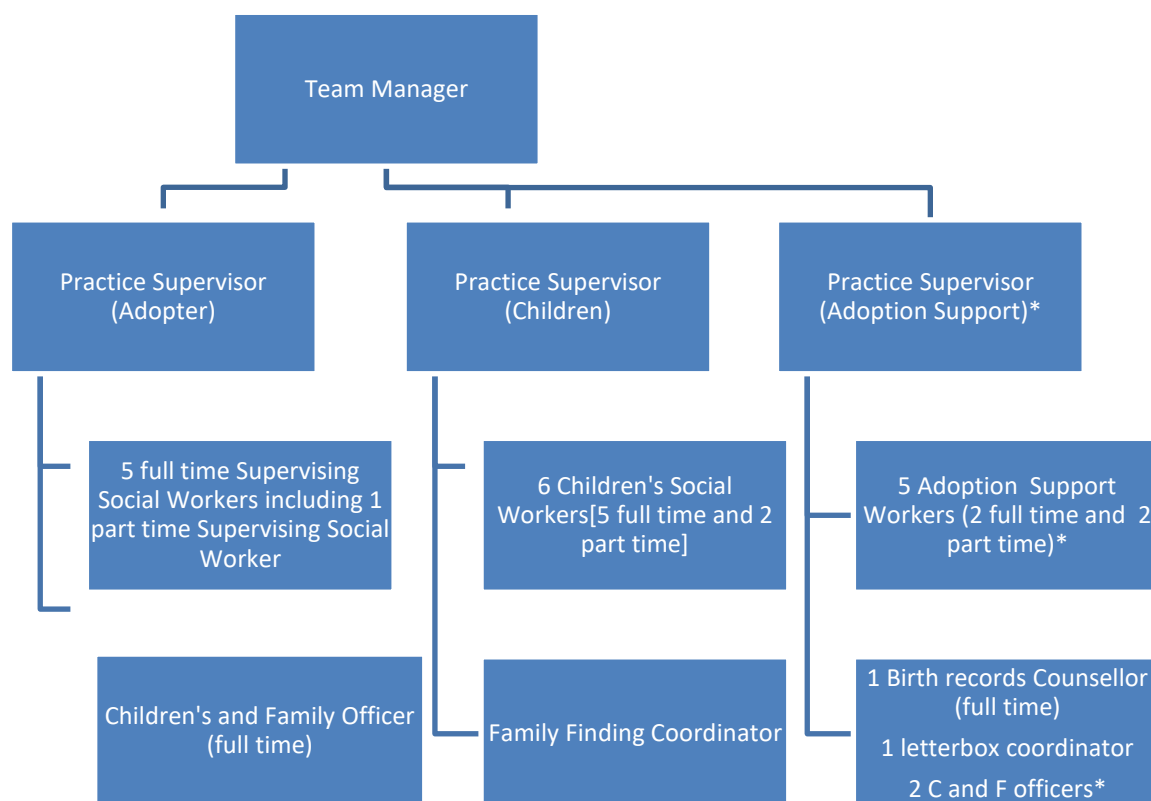 Team Manager
Practice Supervisor
(Adopter)
Practice Supervisor
(Children)
Practice Supervisor
(Adoption Support)*
5 full time Supervising
Social Workers including 1
part time Supervising Social
Worker
6 Children's Social
Workers[5 full time and 2
part time]
5 Adoption  Support
Workers (2 full time and  2
part time)*
Children's and Family Officer
(full time)
Family Finding Coordinator
1 Birth records Counsellor
(full time)
1 letterbox coordinator
2 C and F officers*